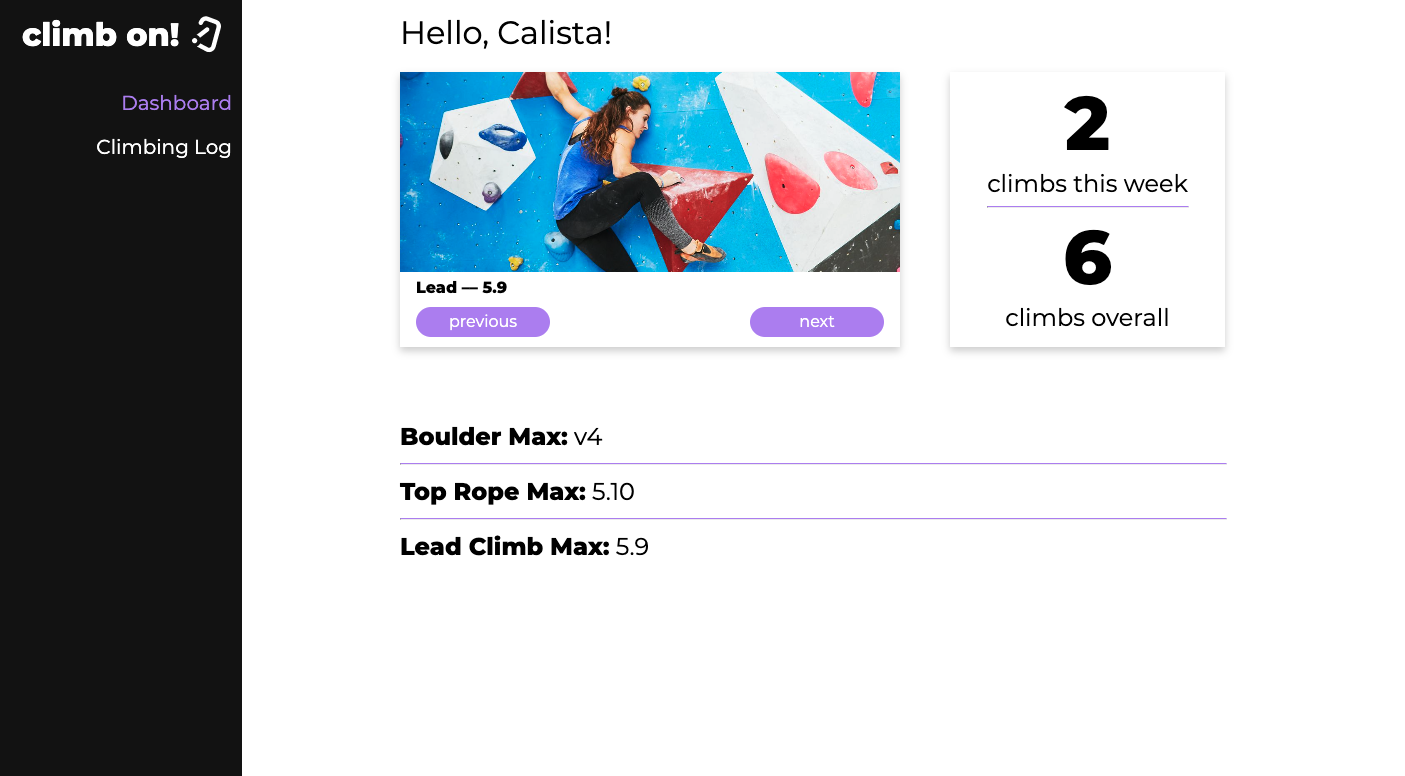 climb on!
Dashboard
Climbing Log
Hello, Calista!
Lead — 5.9
previous
next
2
climbs this week
6
climbs overall
Boulder Max: v4
Top Rope Max: 5.10
Lead Climb Max: 5.9